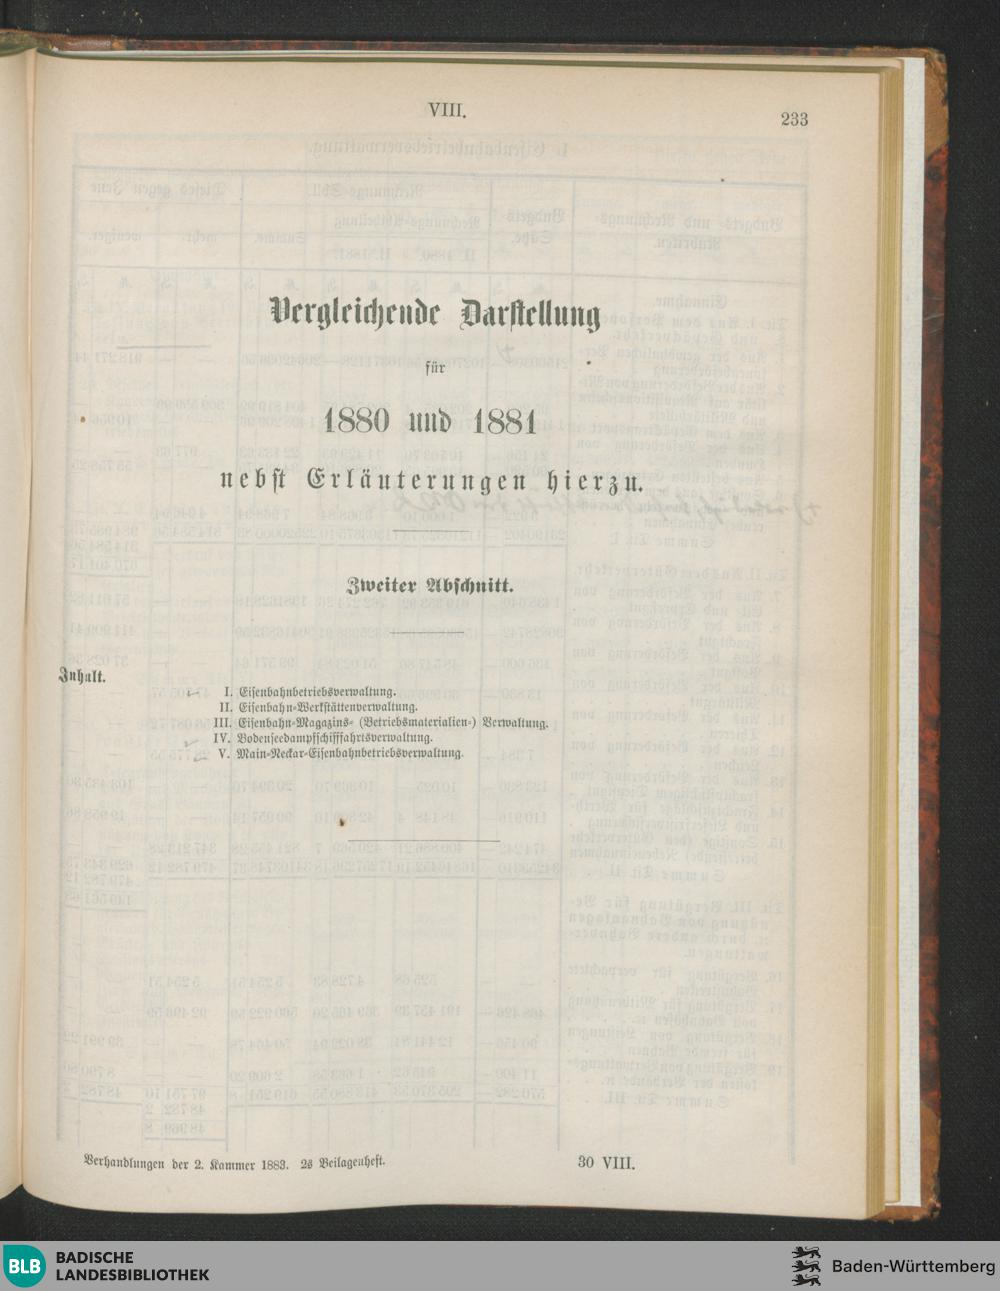 VIII.
233
Vergleichende Darstellung
für
1880 und 1881
nebst Erläuterungen hierzu.
Zweiter Abschnitt.
Inhalt.
I. Eisenbahnbetriebsverwaltung.
II. Eisenbahn-Werkstättenverwaltung.
III. Eisenbahn-Magazins- (Betriebsmaterialien-) Verwaltung.
IV. Bodenseedampfschifffahrtsverwaltung.
V. Main-Neckar-Eisenbahnbetriebsverwaltung.
Verhandlungen der 2. Kammer 1883. 2s Beilagenheft.
30 VIII.
BLB BADISCHE
LANDESBIBLIOTHEK
Baden-Württemberg